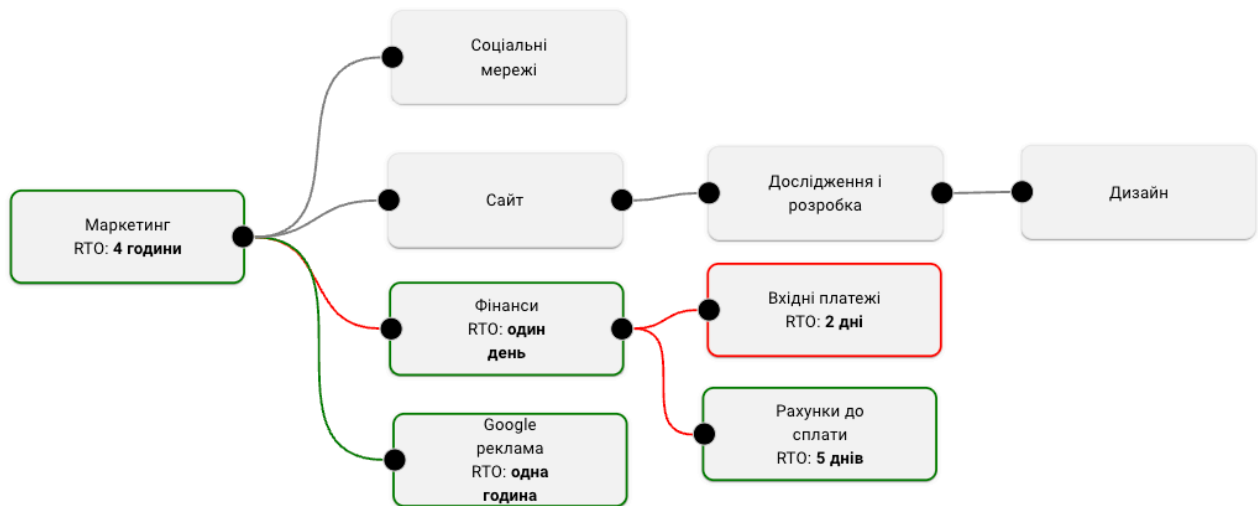 Соціальні
мережі
Маркетинг
RTO: 4 години
Сайт
Дослідження і
розробка
Дизайн
Фінанси
RTO: один
день
Вхідні платежі
RTO: 2 дні
Google
реклама
RTO: одна
година
Рахунки до
сплати
RTO: 5 днів